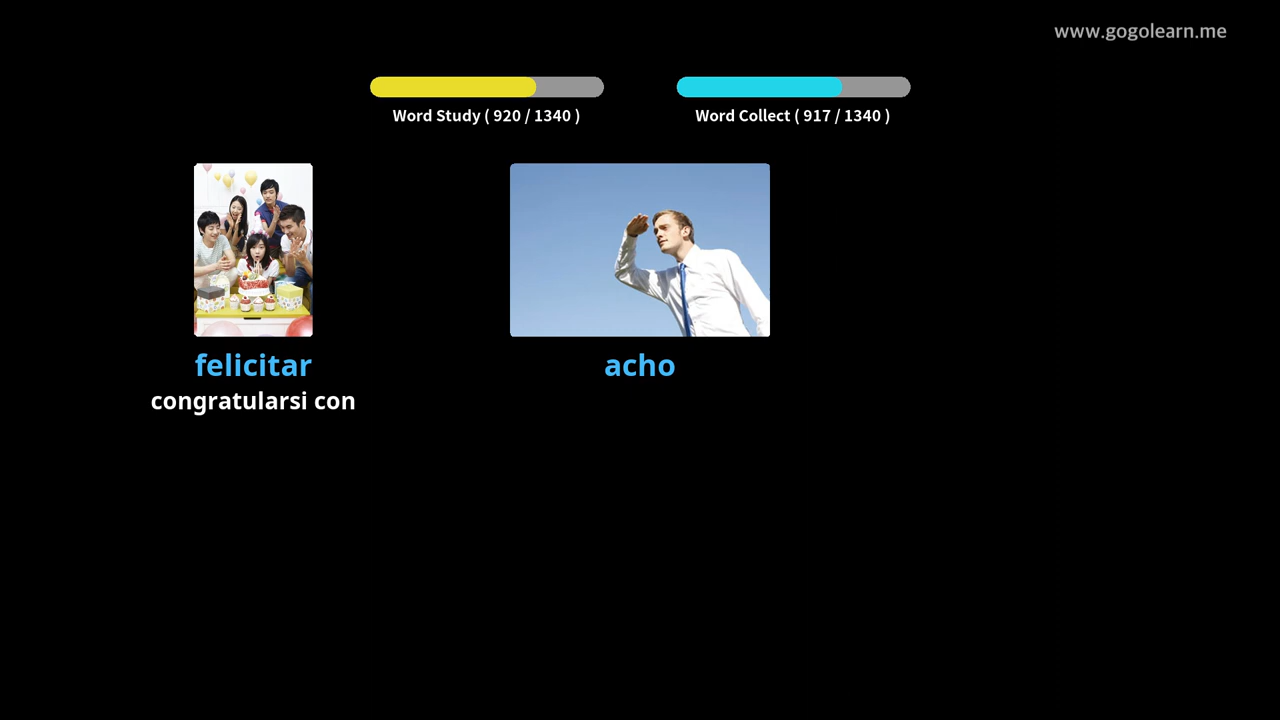 www.gogolearn.me
Word Study ( 920 / 1340 )
Word Collect ( 917 / 1340 )
felicitar
acho
congratularsi con